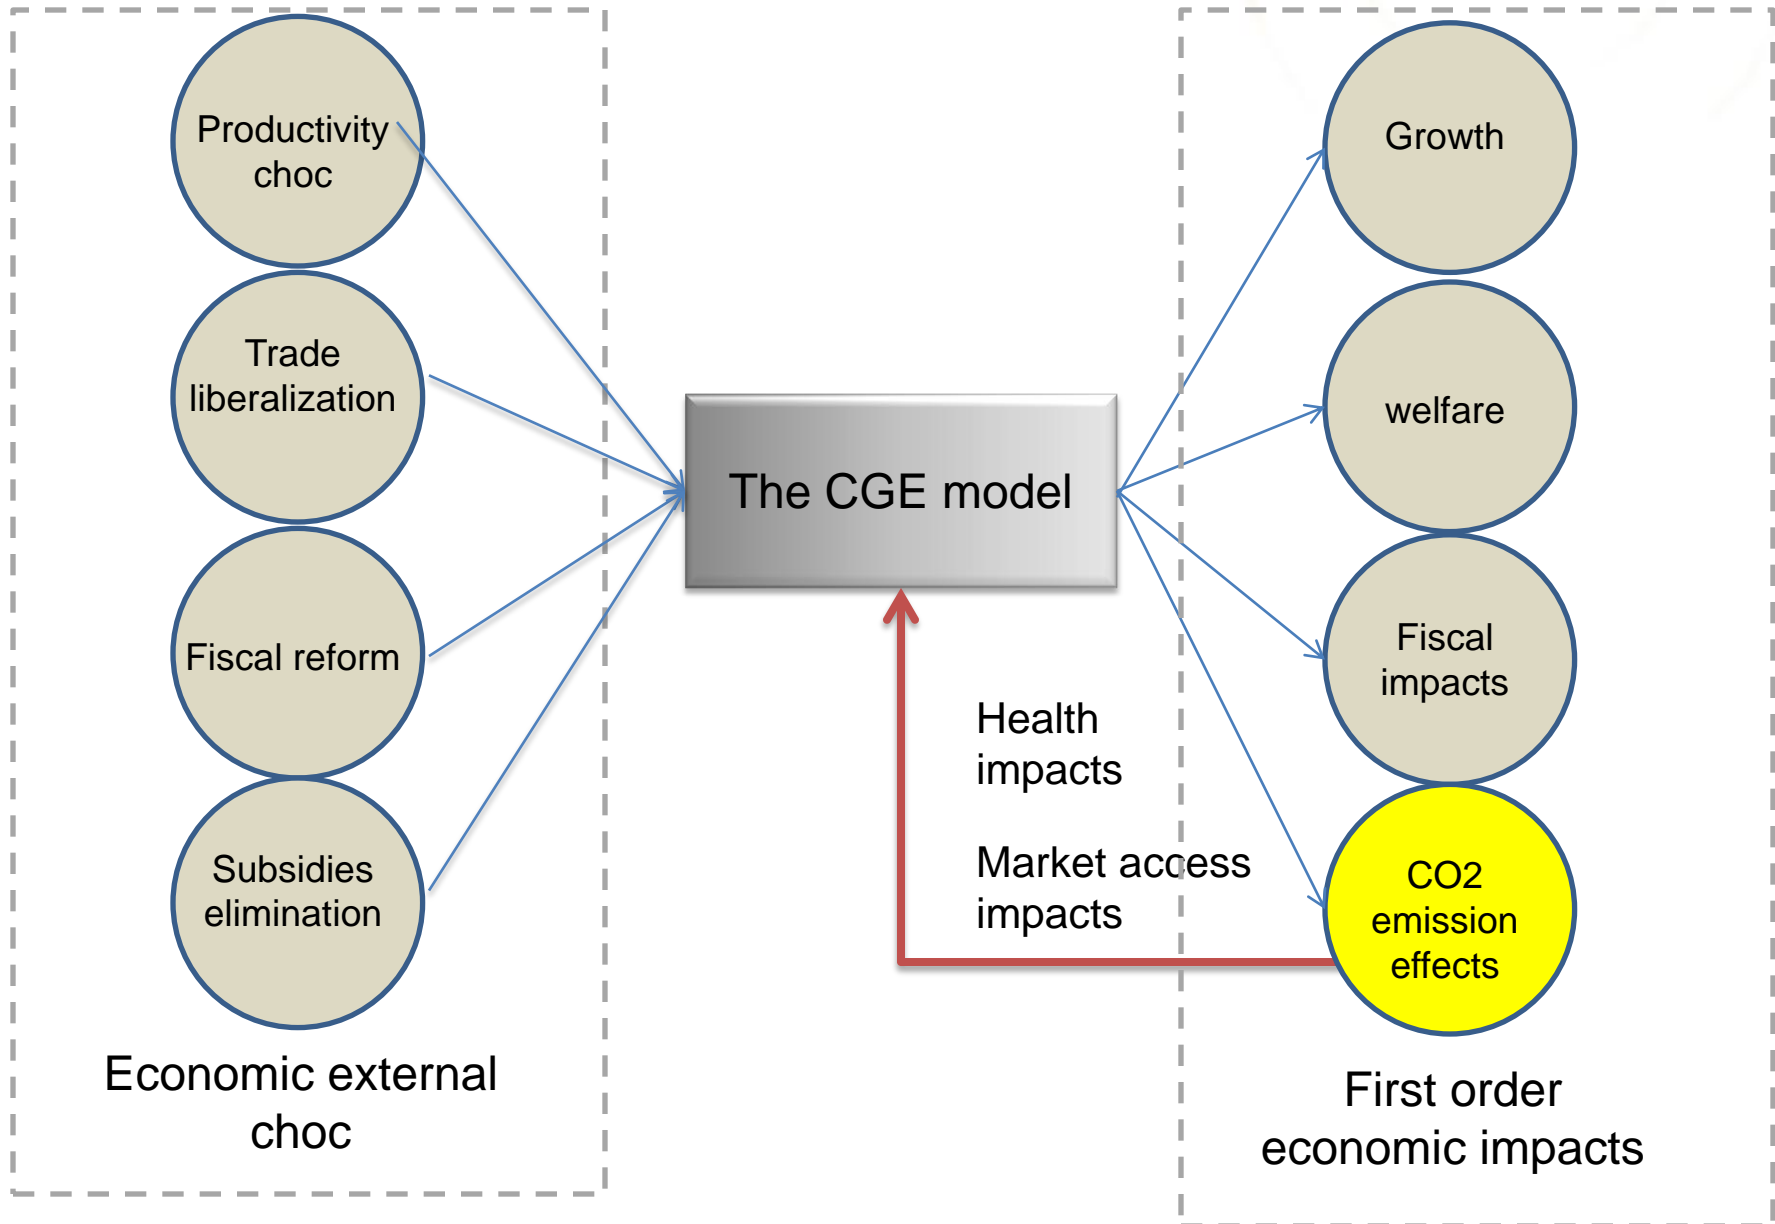 Productivity
choc
Trade
liberalization
Fiscal reform
Subsidies
elimination
Economic external
choc
The CGE model
Health
impacts
Market access
impacts
Growth
welfare
Fiscal
impacts
CO2
emission
effects
First order
economic impacts